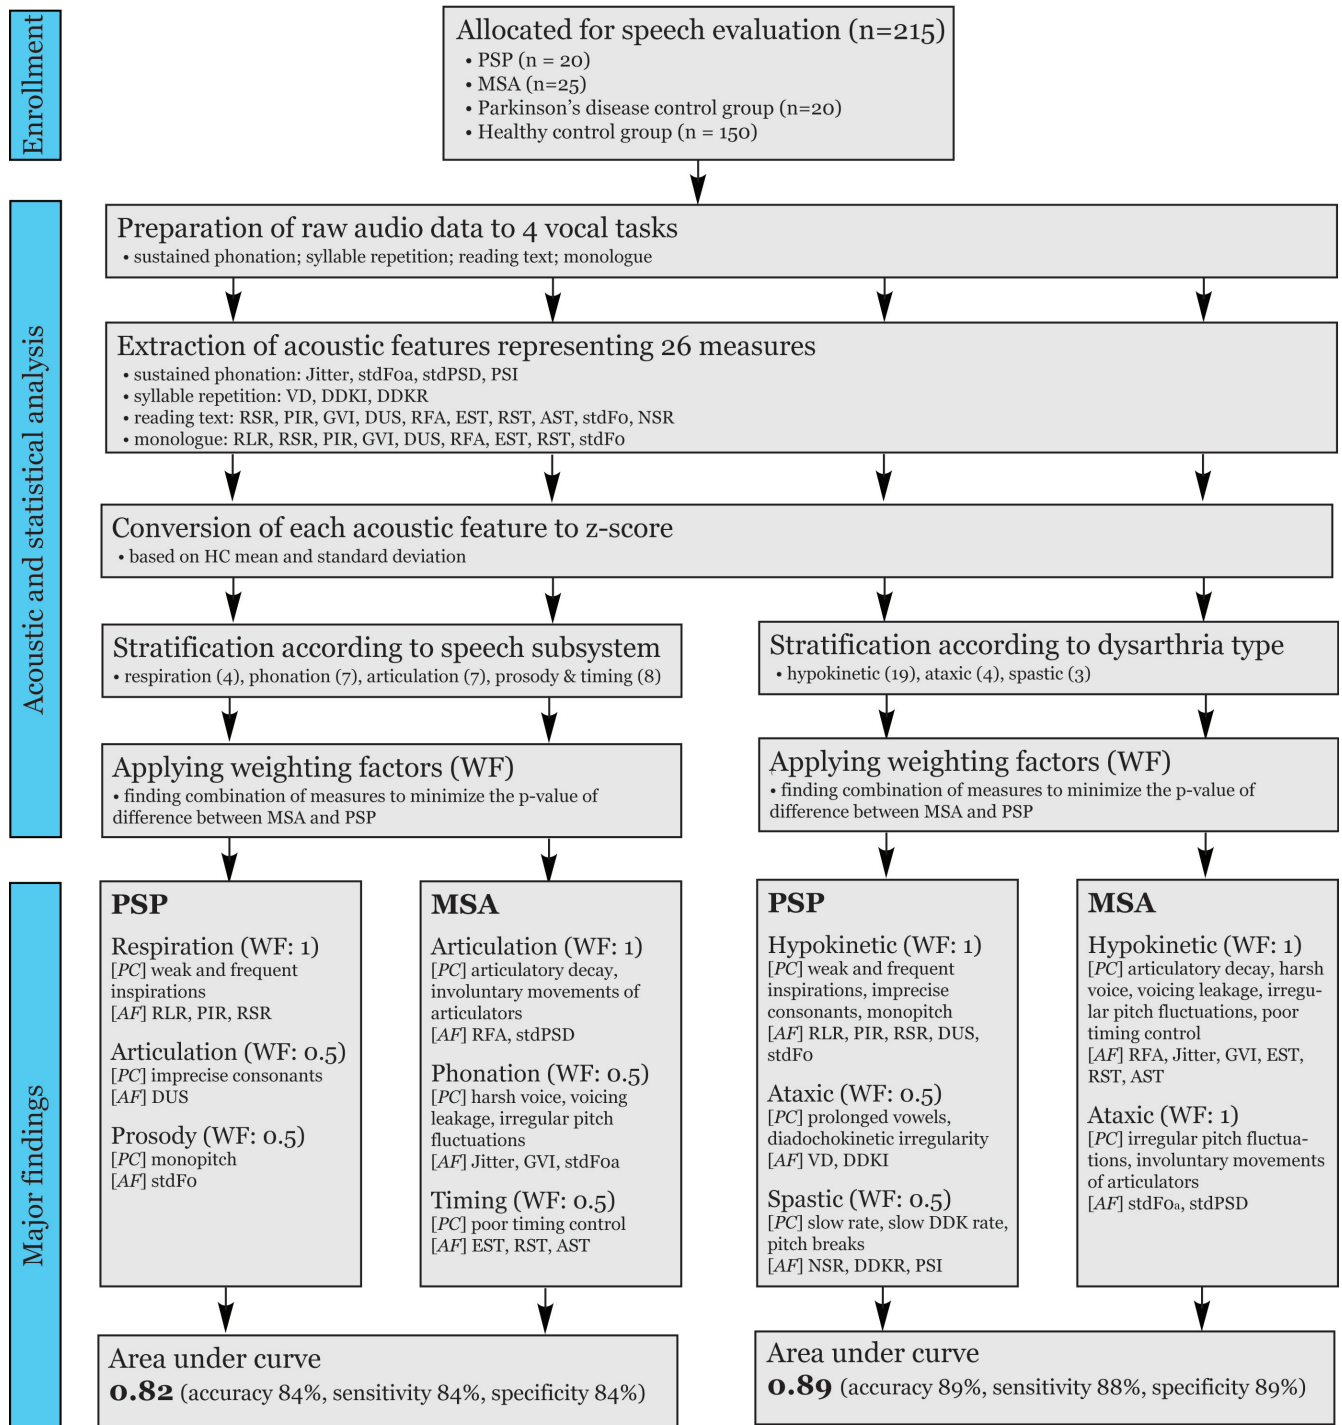 Enrollment
Allocated for speech evaluation (n=215)
• PSP (n = 20)
• MSA (n=25)
• Parkinson's disease control group (n=20)
• Healthy control group (n = 150)
Acoustic and statistical analysis
Preparation of raw audio data to 4 vocal tasks
• sustained phonation; syllable repetition; reading text; monologue
Extraction of acoustic features representing 26 measures
• sustained phonation: Jitter, stdF0a, stdPSD, PSI
• syllable repetition: VD, DDKI, DDKR
• reading text: RSR, PIR, GVI, DUS, RFA, EST, RST, AST, stdF0, NSR
• monologue: RLR, RSR, PIR, GVI, DUS, RFA, EST, RST, stdF0
Conversion of each acoustic feature to z-score
• based on HC mean and standard deviation
Stratification according to speech subsystem
• respiration (4), phonation (7), articulation (7), prosody & timing (8)
Applying weighting factors (WF)
• finding combination of measures to minimize the p-value of
difference between MSA and PSP
Stratification according to dysarthria type
• hypokinetic (19), ataxic (4), spastic (3)
Applying weighting factors (WF)
• finding combination of measures to minimize the p-value of
difference between MSA and PSP
Major findings
PSP
Respiration (WF: 1)
[PC] weak and frequent
inspirations
[AF] RLR, PIR, RSR
Articulation (WF: 0.5)
[PC] imprecise consonants
[AF] DUS
Prosody (WF: 0.5)
[PC] monopitch
[AF] stdF0
MSA
Articulation (WF: 1)
[PC] articulatory decay,
involuntary movements of
articulators
[AF] RFA, stdPSD
Phonation (WF: 0.5)
[PC] harsh voice, voicing
leakage, irregular pitch
fluctuations
[AF] Jitter, GVI, stdF0a
Timing (WF: 0.5)
[PC] poor timing control
[AF] EST, RST, AST
PSP
Hypokinetic (WF: 1)
[PC] weak and frequent
inspirations, imprecise
consonants, monopitch
[AF] RLR, PIR, RSR, DUS,
stdF0
Ataxic (WF: 0.5)
[PC] prolonged vowels,
diadochokinetic irregularity
[AF] VD, DDKI
Spastic (WF: 0.5)
[PC] slow rate, slow DDK rate,
pitch breaks
[AF] NSR, DDKR, PSI
MSA
Hypokinetic (WF: 1)
[PC] articulatory decay, harsh
voice, voicing leakage, irregu-
lar pitch fluctuations, poor
timing control
[AF] RFA, Jitter, GVI, EST,
RST, AST
Ataxic (WF: 1)
[PC] irregular pitch fluctua-
tions, involuntary movements
of articulators
[AF] stdF0a, stdPSD
Area under curve
0.82 (accuracy 84%, sensitivity 84%, specificity 84%)
Area under curve
0.89 (accuracy 89%, sensitivity 88%, specificity 89%)